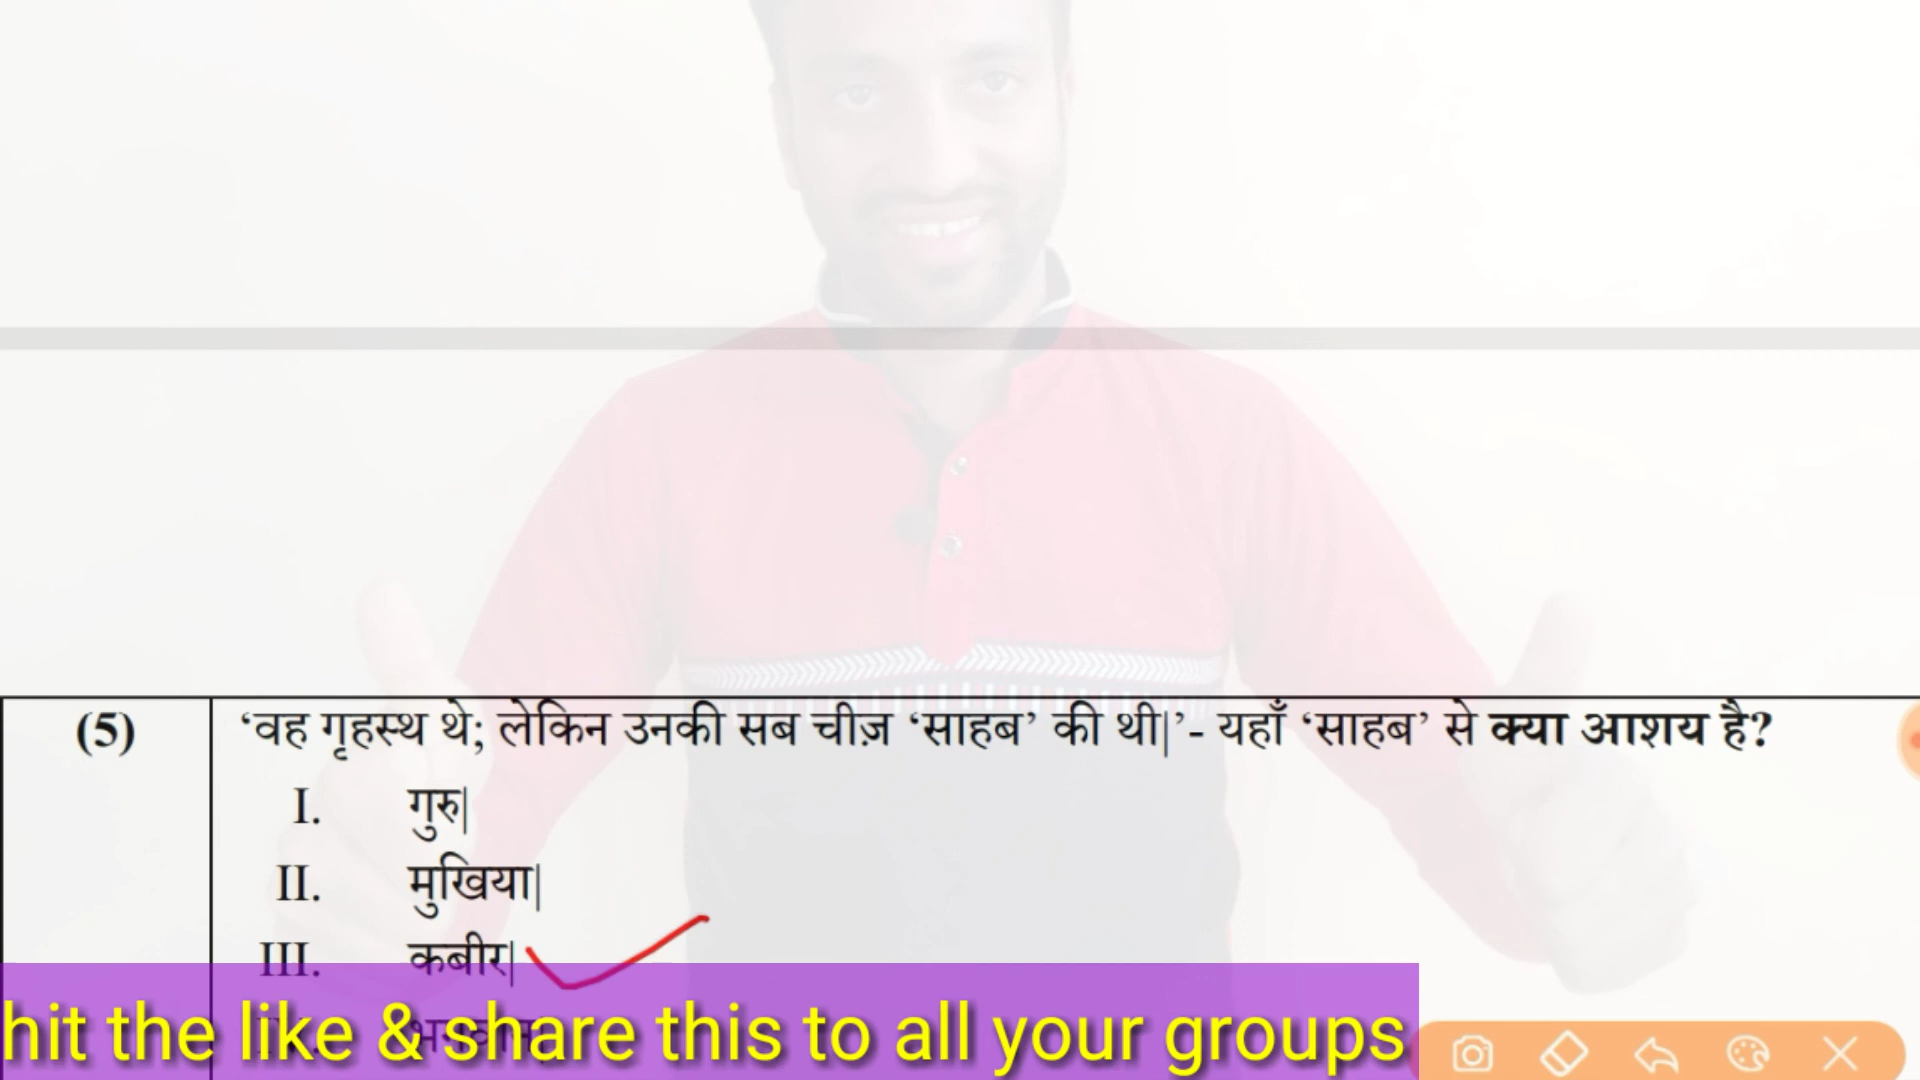 (5) ‘वह गृहस्थ थे; लेकिन उनकी सब चीज़ ‘साहब’ की थी|’- यहाँ ‘साहब’ से क्या आशय है?
I. गुरु|
II. मुखिया|
III. कबीर|
hit the like & share this to all your groups